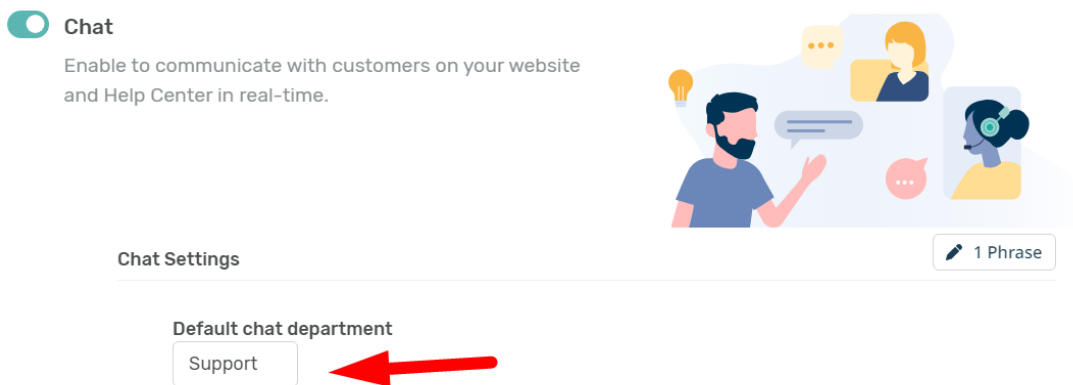 Chat
Enable to communicate with customers on your website
and Help Center in real-time.
Chat Settings
1 Phrase
Default chat department
Support